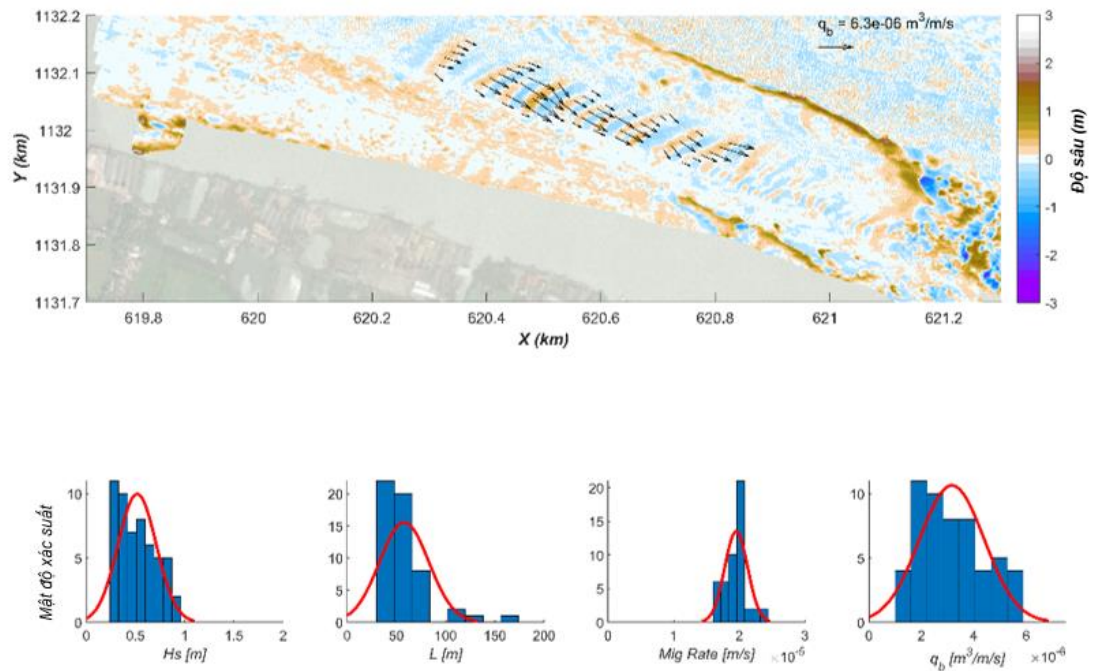 1132.2
1132.1
1132
1131.9
1131.8
1131.7
Y (km)
q_b = 6.3e-06 m^3/m/s
619.8 620 620.2 620.4 620.6 620.8 621 621.2
X (km)
3
2
1
0
-1
-2
-3
Độ sâu (m)
Mật độ xác suất
10
5
0
0 0.5 1 1.5 2
Hs [m]
20
10
0
0 50 100 150 200
L [m]
20
15
10
5
0
0 1 2 3
×10^-5
Mig Rate [m/s]
10
5
0
0 2 4 6
×10^-6
q_b [m^3/m/s]